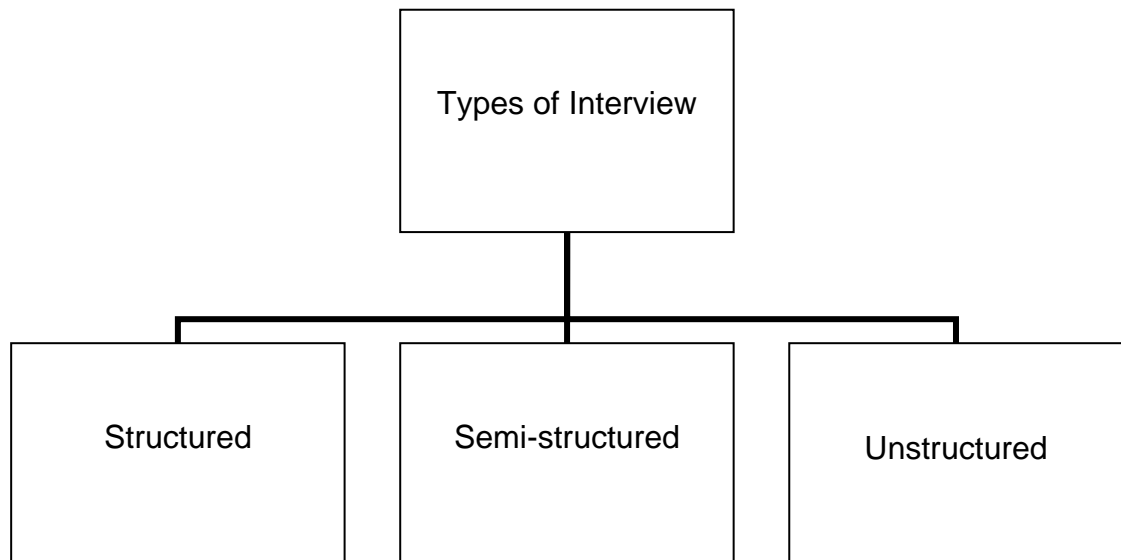 Types of Interview
Structured
Semi-structured
Unstructured